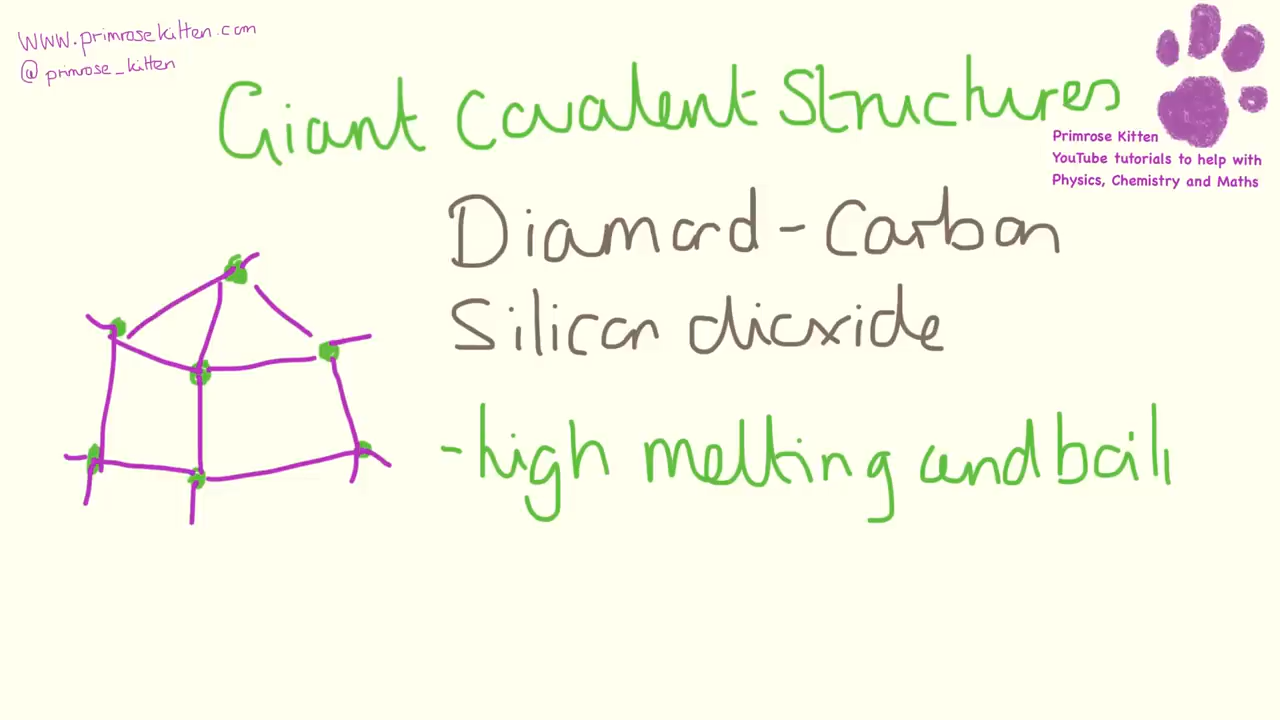 www.primrosekitten.com
@primrose_kitten
Giant Covalent Structures
Primrose Kitten
YouTube tutorials to help with
Physics, Chemistry and Maths
Diamond - Carbon
Silicon dioxide
- high melting and boil